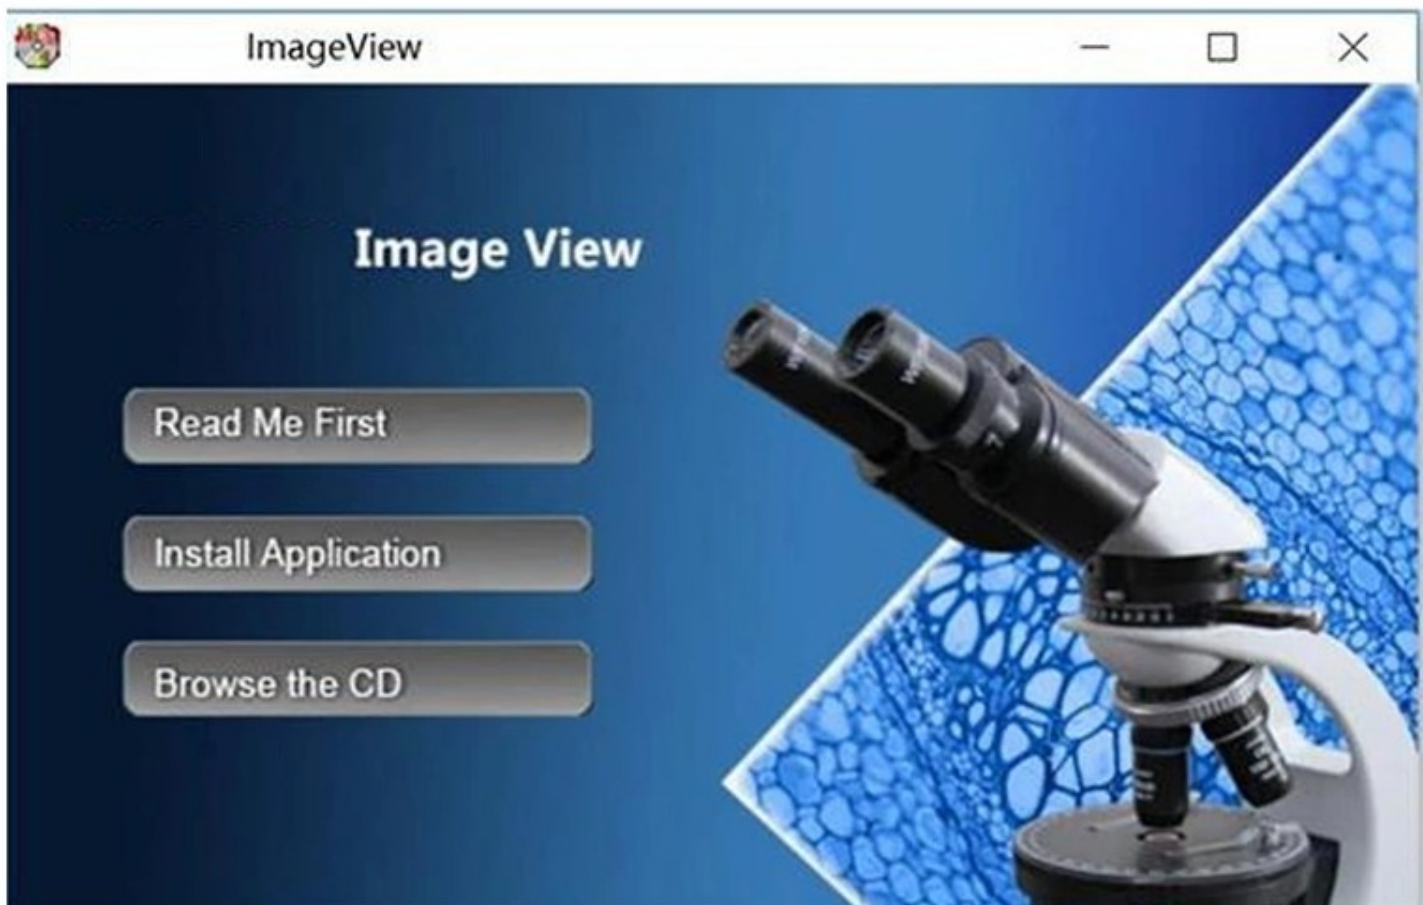 ImageView
Image View
Read Me First
Install Application
Browse the CD